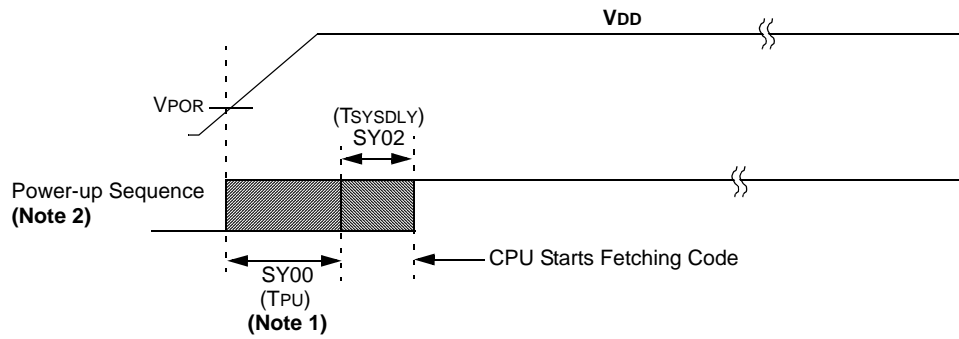 VDD
VPOR
(TSYSDLY)
SY02
Power-up Sequence
(Note 2)
CPU Starts Fetching Code
SY00
(TPU)
(Note 1)